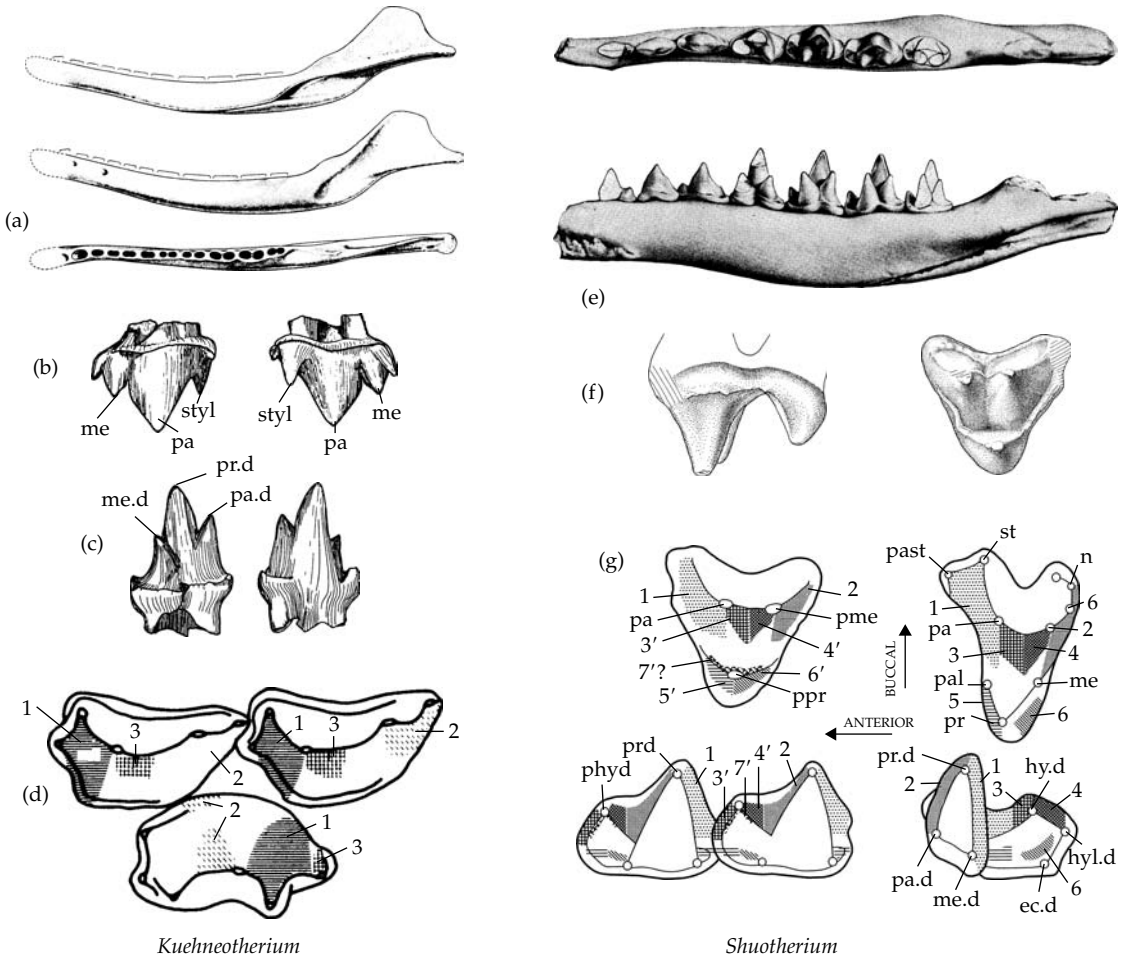 (a)
(b)
me
pa
styl
styl
pa
me
(c)
me.d
pr.d
pa.d
(d)
1
3
2
1
3
2
2
2
1
3
Kuehneotherium
(e)
(f)
(g)
1
pa
3′
7′?
5′
2
pme
4′
6′
ppr
past
st
n
1
pa
3
pal
5
pr
6
2
4
me
6
BUCCAL
ANTERIOR
phyd
prd
1
3′
7′
4′
2
pr.d
2
1
hy.d
3
4
pa.d
me.d
hyl.d
6
ec.d
Shuotherium